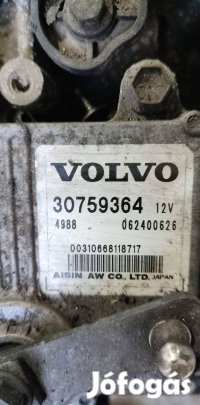 VOLVO
30759364 12V
4988 062400626
00310668118717
AISIN AW CO., LTD. JAPAN
Jófogás